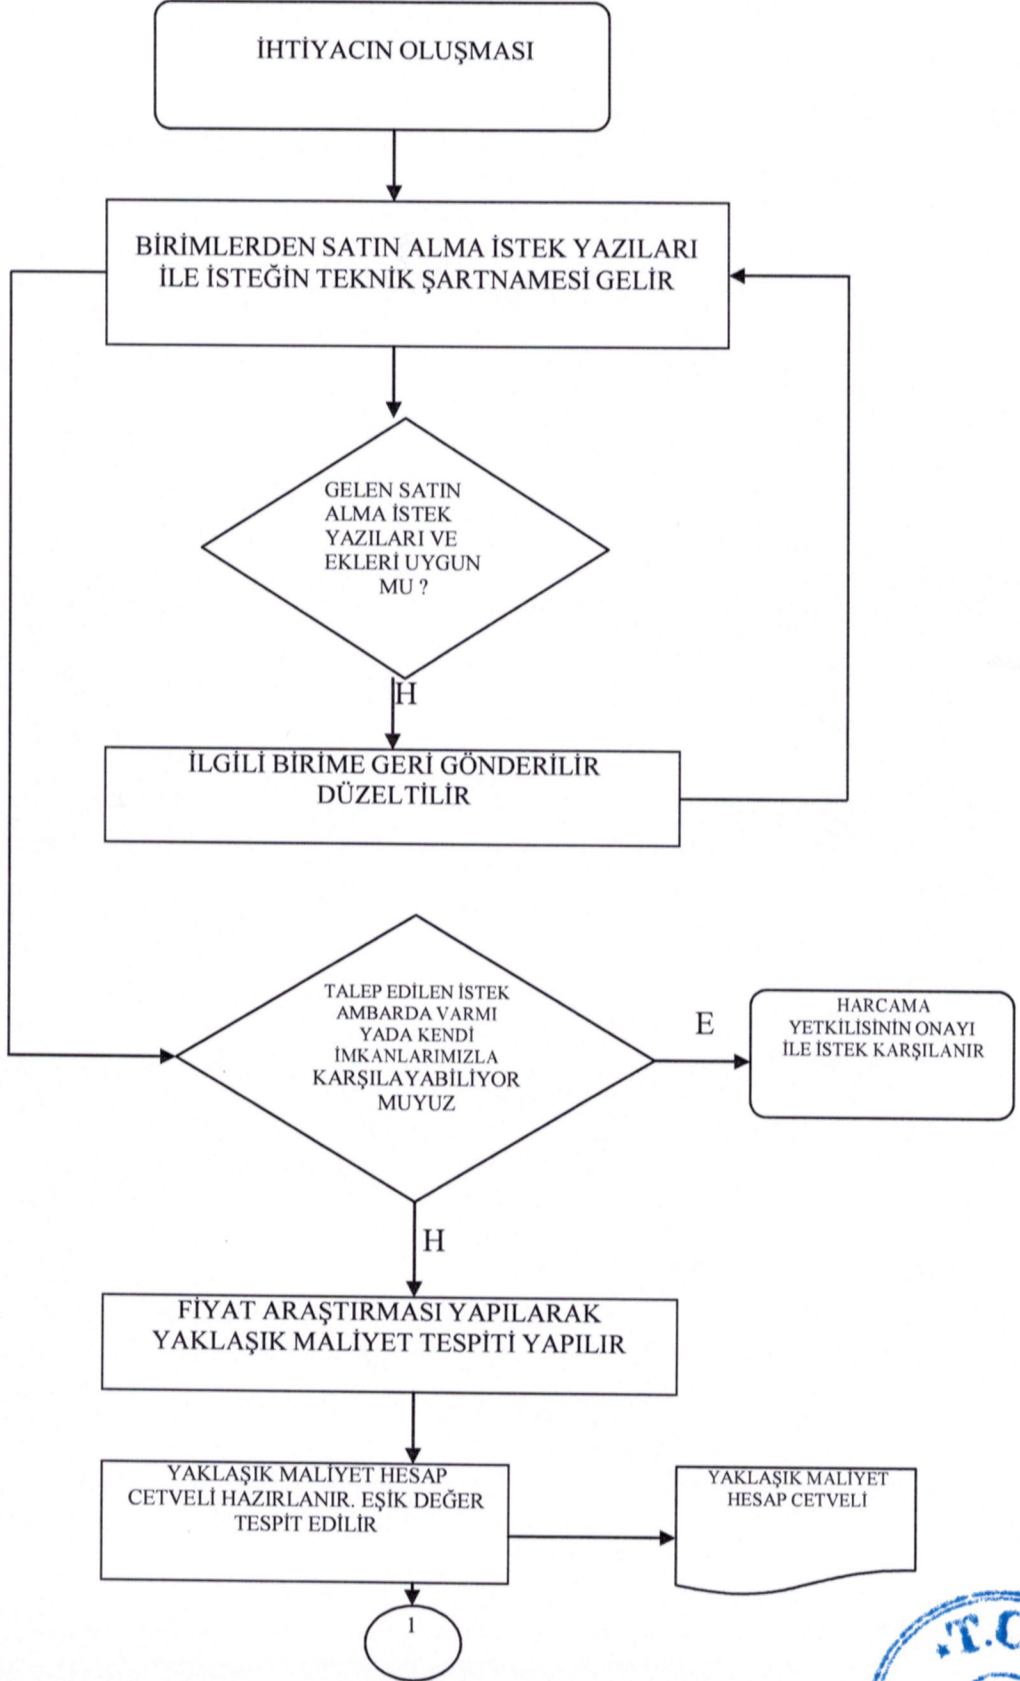 İHTİYACIN OLUŞMASI
BİRİMLERDEN SATIN ALMA İSTEK YAZILARI
İLE İSTEĞİN TEKNİK ŞARTNAMESİ GELİR
GELEN SATIN
ALMA İSTEK
YAZILARI VE
EKLERİ UYGUN
MU ?
H
İLGİLİ BİRİME GERİ GÖNDERİLİR
DÜZELTİLİR
TALEP EDİLEN İSTEK
AMBARDA VARMI
YADA KENDİ
İMKANLARIMIZLA
KARŞILAYABİLİYOR
MUYUZ
E
HARCAMA
YETKİLİSİNİN ONAYI
İLE İSTEK KARŞILANIR
H
FİYAT ARAŞTIRMASI YAPILARAK
YAKLAŞIK MALİYET TESPİTİ YAPILIR
YAKLAŞIK MALİYET HESAP
CETVELİ HAZIRLANIR. EŞİK DEĞER
TESPİT EDİLİR
YAKLAŞIK MALİYET
HESAP CETVELİ
1
T.C